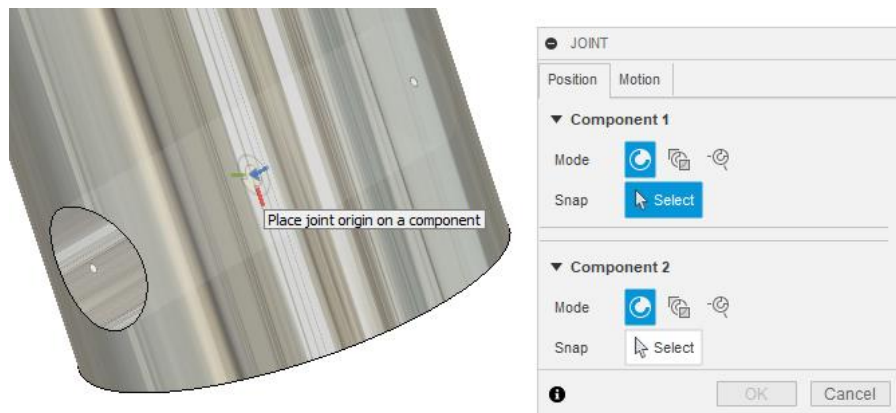 Place joint origin on a component
JOINT
Position Motion
Component 1
Mode
Snap Select
Component 2
Mode
Snap Select
OK Cancel